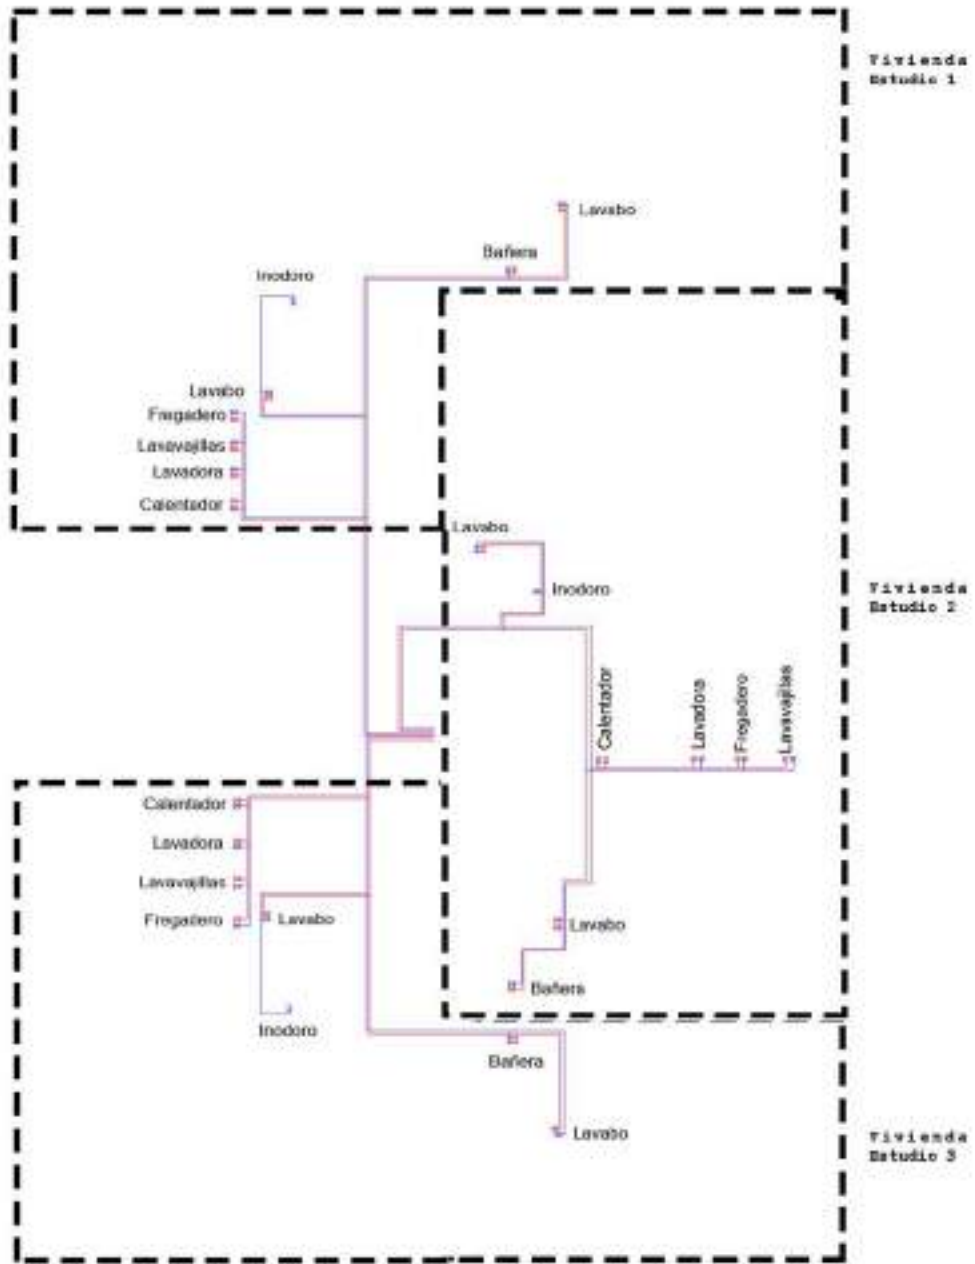 Vivienda
Estudio 1
Lavabo
Bañera
Inodoro
Lavabo
Fregadero
Lavavajillas
Lavadora
Calentador
Lavabo
Inodoro
Vivienda
Estudio 2
Calentador
Lavadora
Fregadero
Lavavajillas
Calentador
Lavadora
Lavavajillas
Fregadero
Lavabo
Lavabo
Bañera
Inodoro
Bañera
Lavabo
Vivienda
Estudio 3